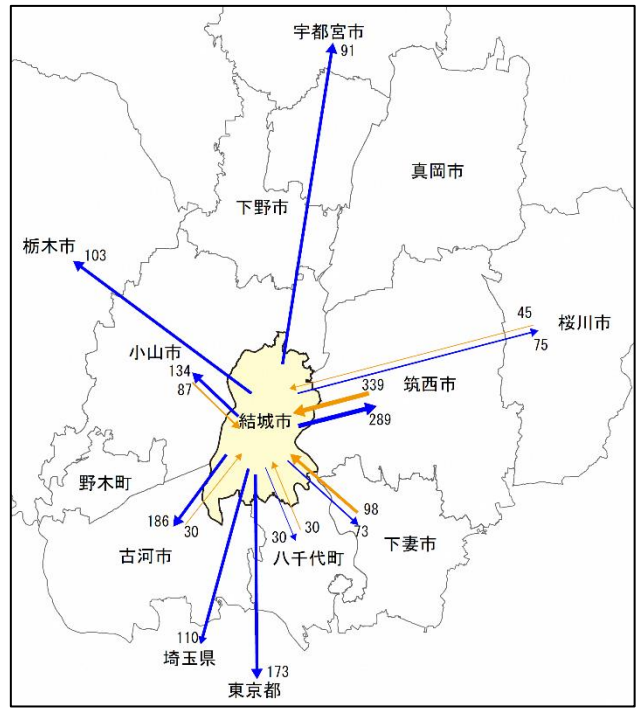 宇都宮市
91
真岡市
下野市
栃木市
103
45
桜川市
75
小山市
134
87
339
筑西市
結城市
289
野木町
98
186
30
30
30
73
古河市
八千代町
下妻市
110
埼玉県
173
東京都